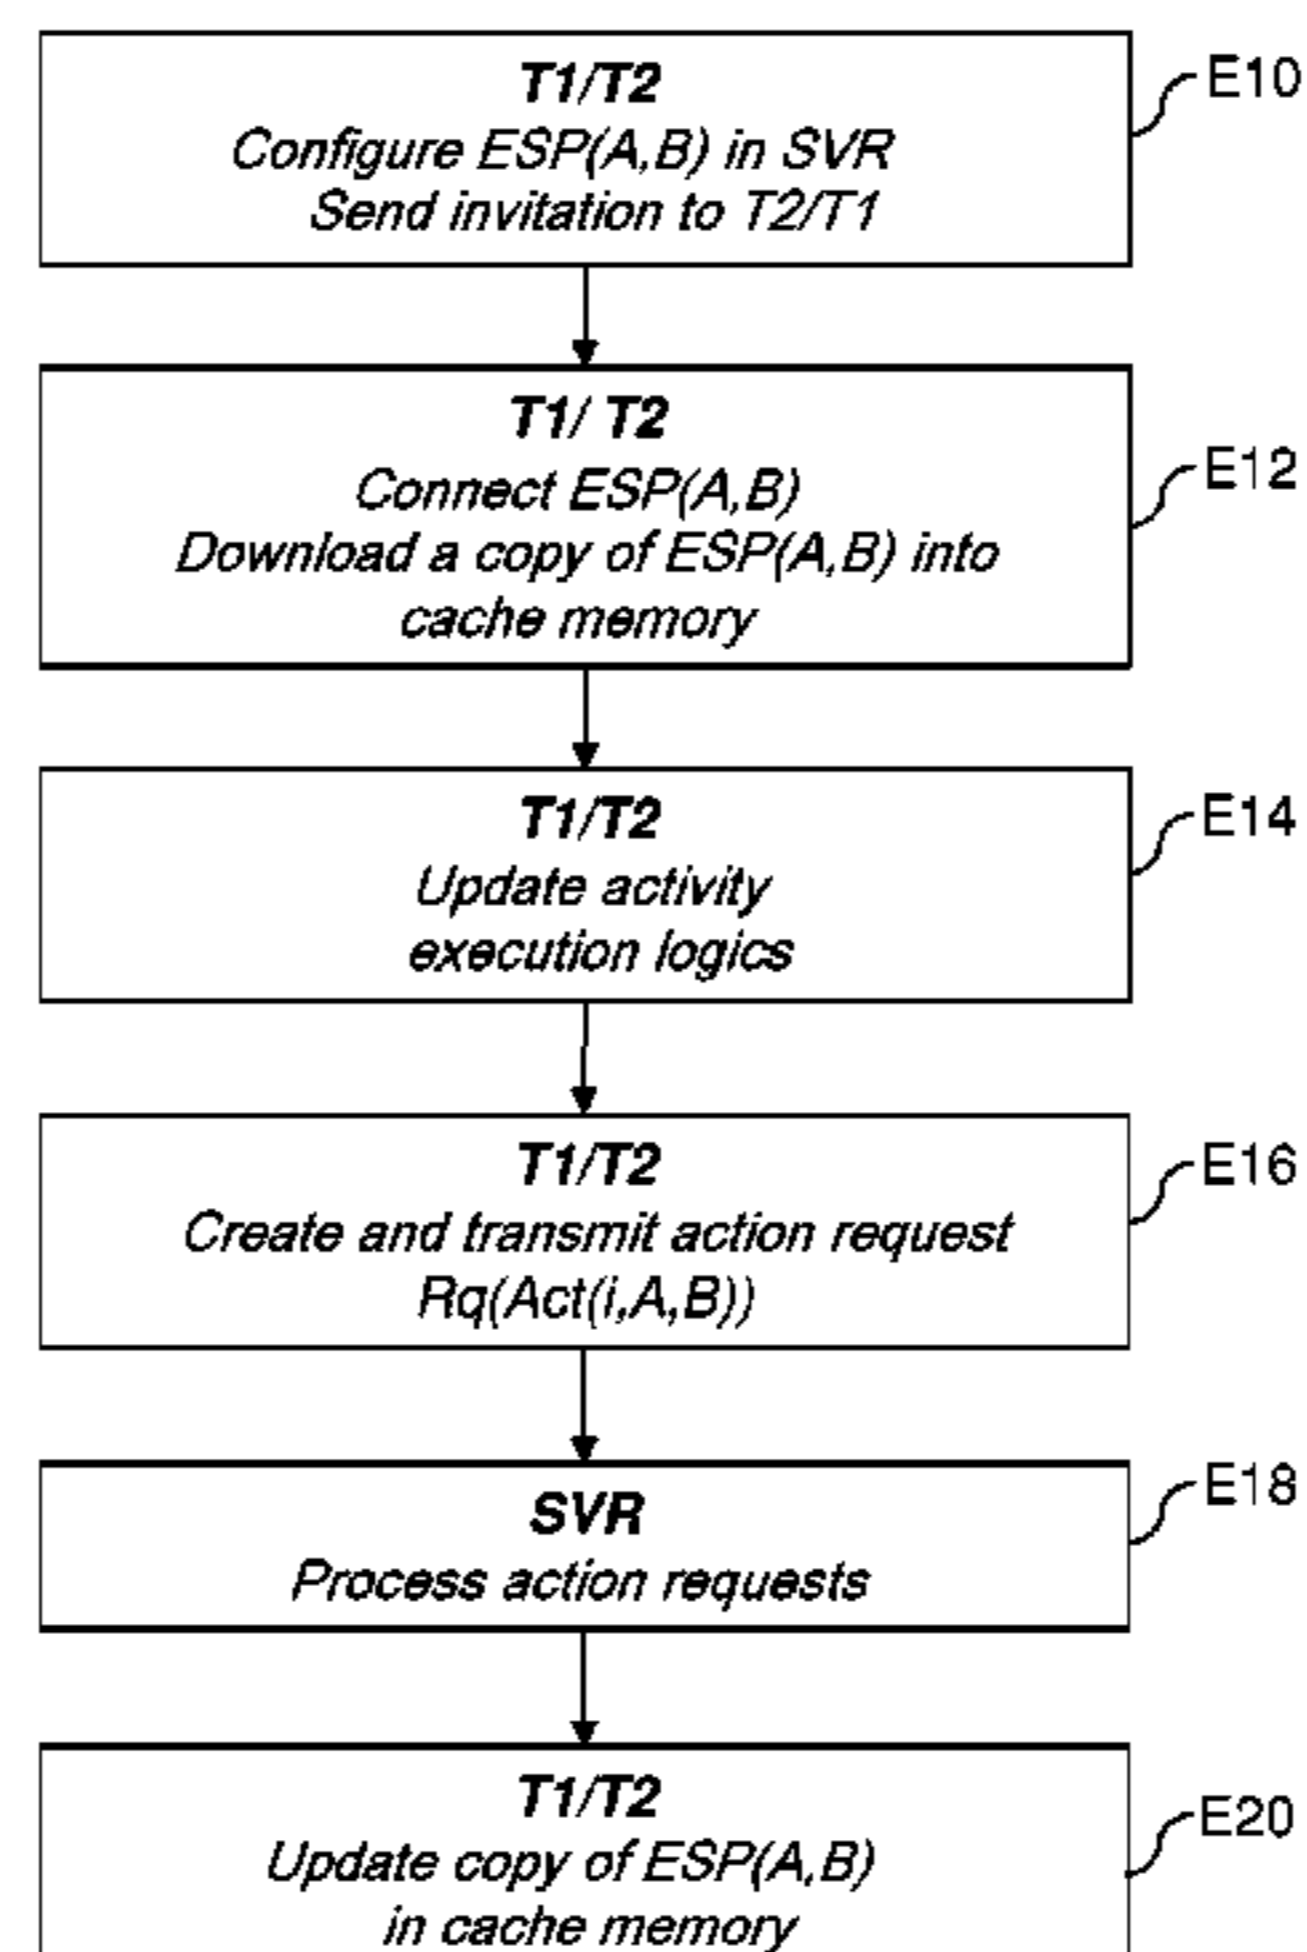 T1/T2
Configure ESP(A,B) in SVR
Send invitation to T2/T1
E10
T1/ T2
Connect ESP(A,B)
Download a copy of ESP(A,B) into
cache memory
E12
T1/T2
Update activity
execution logics
E14
T1/T2
Create and transmit action request
Rq(Act(i,A,B))
E16
SVR
Process action requests
E18
T1/T2
Update copy of ESP(A,B)
in cache memory
E20